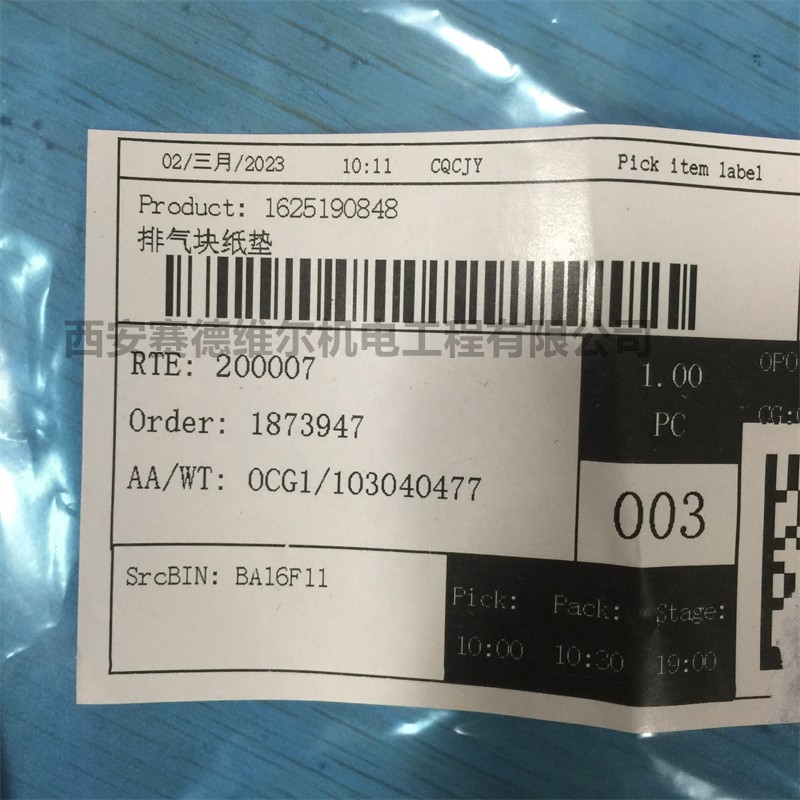 02/三月/2023 10:11 CQCJY Pick item label
Product: 1625190848
排气块纸垫
西安赛德维尔机电工程有限公司
RTE: 200007
1.00
OPO
Order: 1873947
PC
CG:
AA/WT: OCG1/103040477
003
SrcBIN: BA16F11
Pick: Pack: Stage:
10:00 10:30 19:00